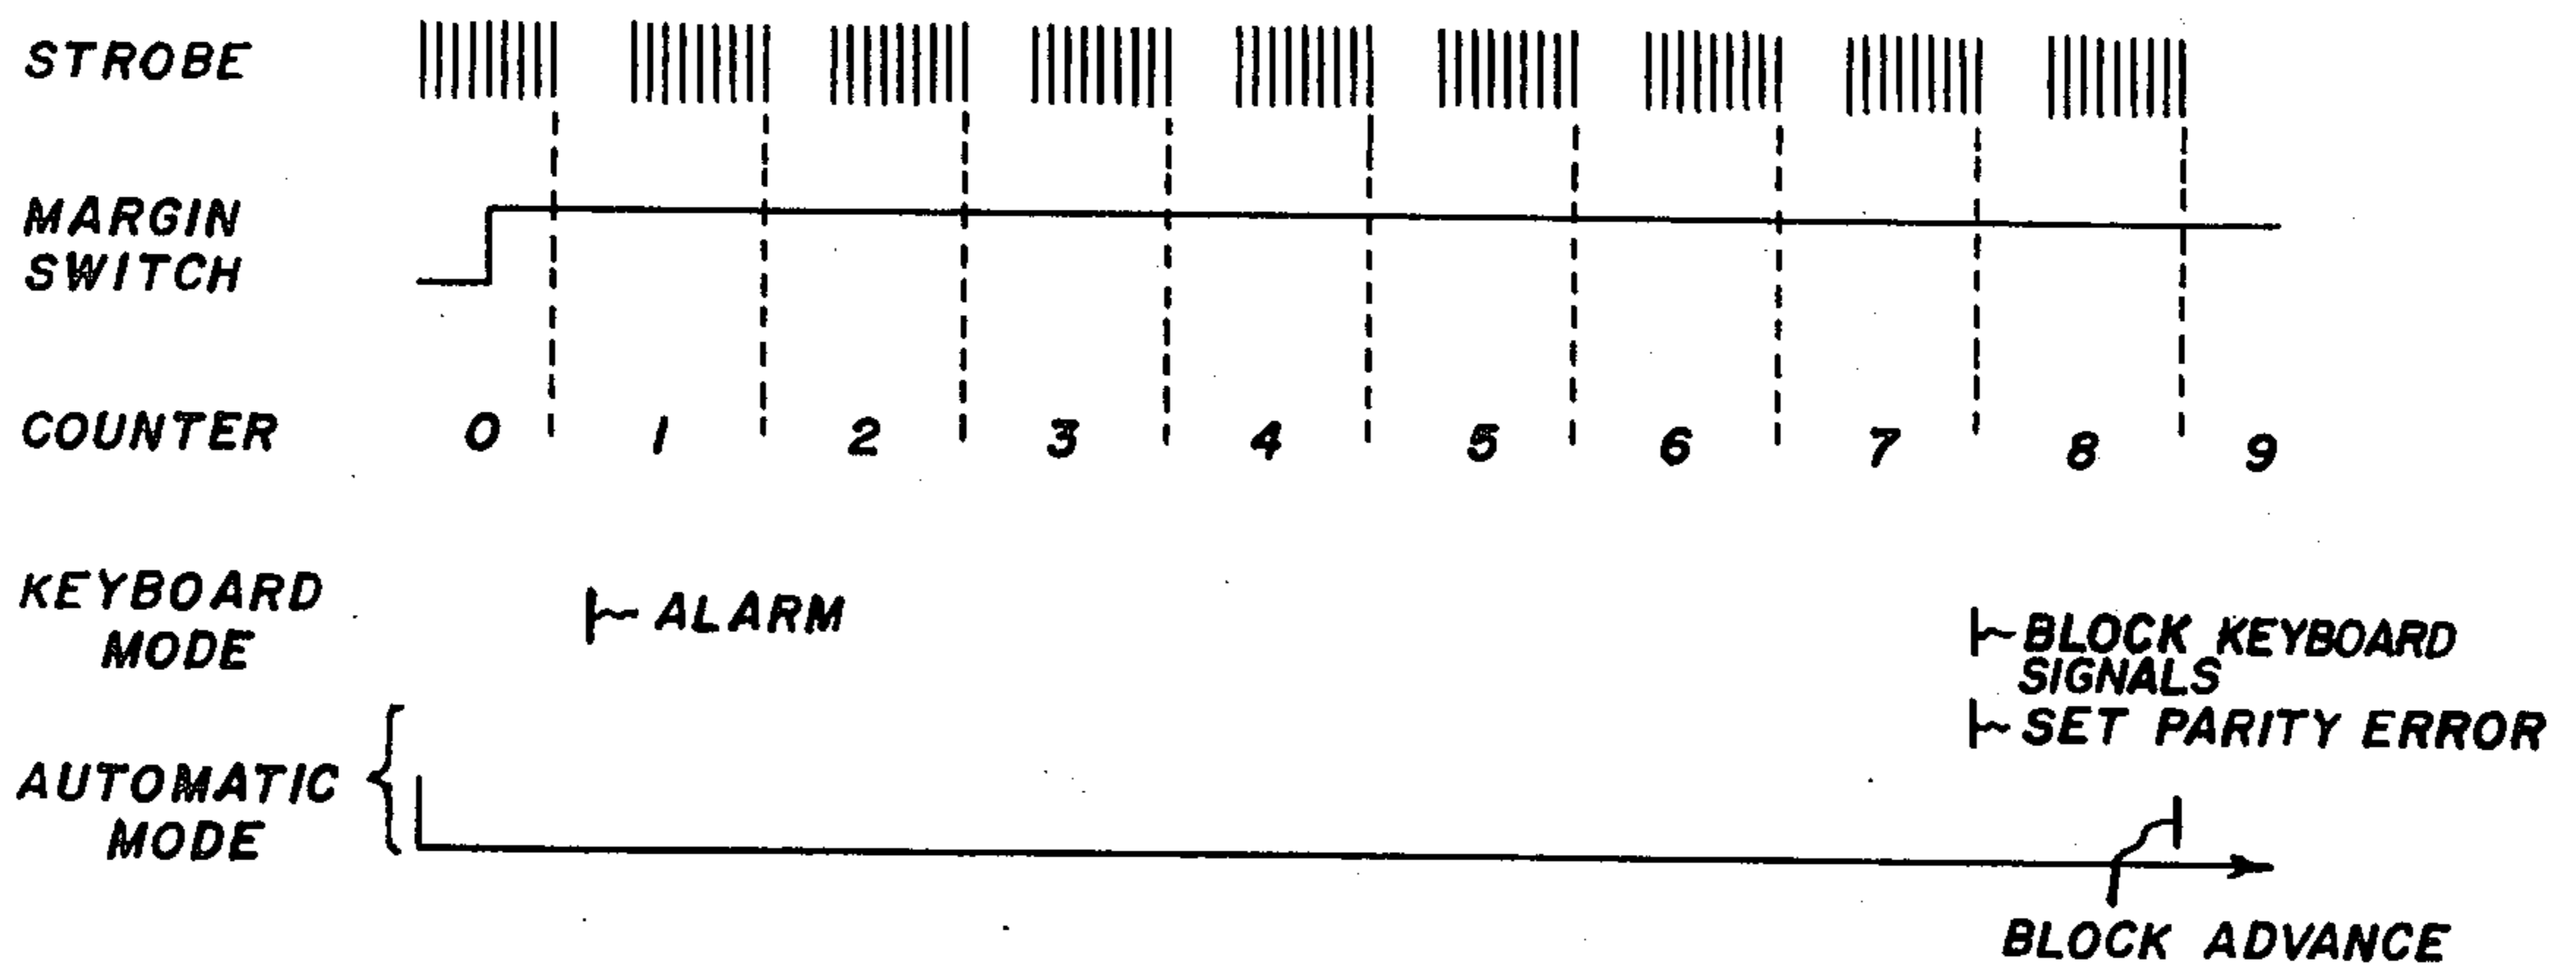 STROBE
MARGIN
SWITCH
COUNTER 0 1 2 3 4 5 6 7 8 9
KEYBOARD
MODE
ALARM
BLOCK KEYBOARD
SIGNALS
SET PARITY ERROR
AUTOMATIC
MODE
BLOCK ADVANCE